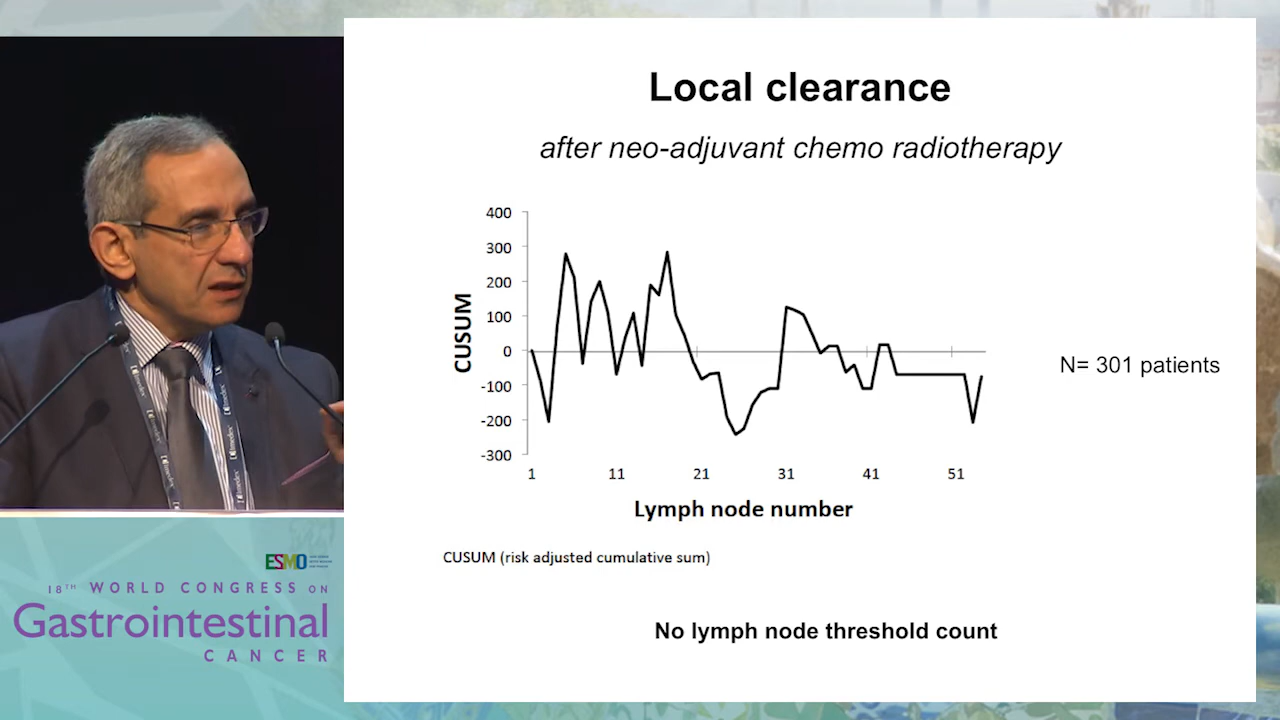 Local clearance
after neo-adjuvant chemo radiotherapy
400
300
200
100
0
-100
-200
-300
CUSUM
1 11 21 31 41 51
Lymph node number
N= 301 patients
CUSUM (risk adjusted cumulative sum)
No lymph node threshold count
imedex
ESMO
18TH WORLD CONGRESS ON
Gastrointestinal
CANCER